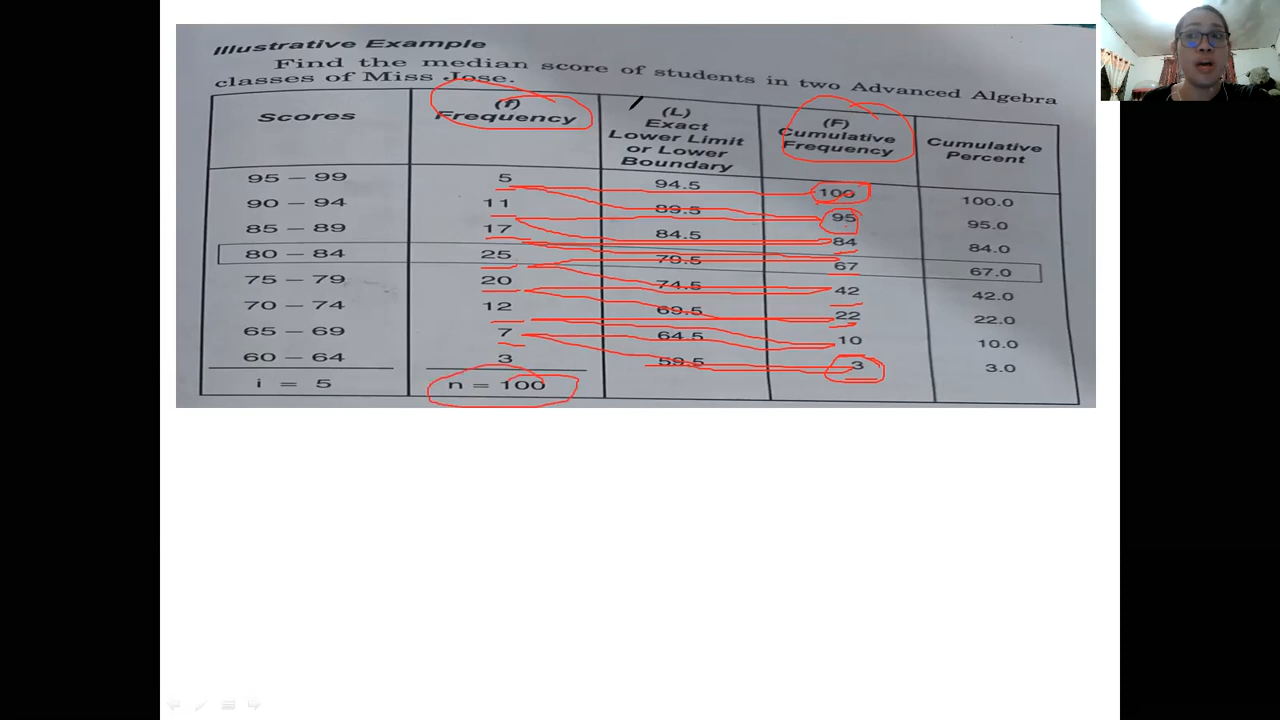 Illustrative Example
Find the median score of students in two Advanced Algebra
classes of Miss Jose.
Scores
(f)
Frequency
(L)
Exact
Lower Limit
or Lower
Boundary
(F)
Cumulative
Frequency
Cumulative
Percent
95 – 99 5 94.5 100 100.0
90 – 94 11 89.5 95 95.0
85 – 89 17 84.5 84 84.0
80 – 84 25 79.5 67 67.0
75 – 79 20 74.5 42 42.0
70 – 74 12 69.5 22 22.0
65 – 69 7 64.5 10 10.0
60 – 64 3 59.5 3 3.0
i = 5 n = 100